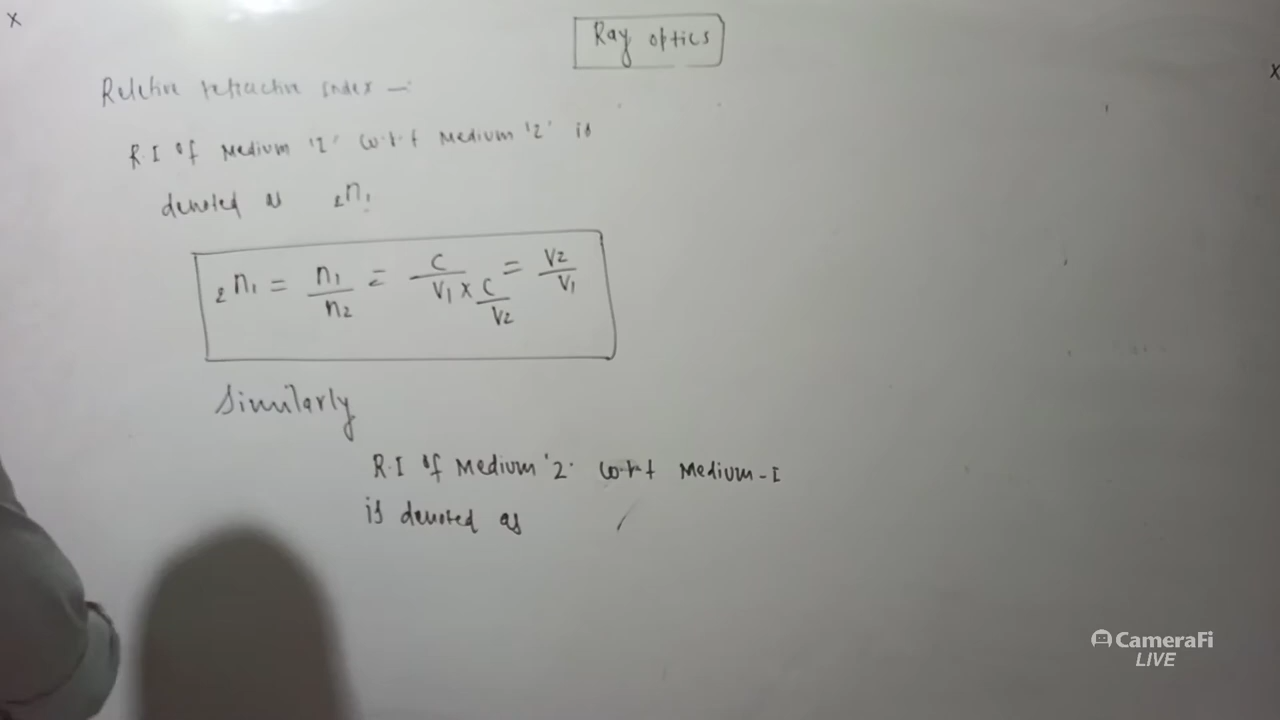 Ray optics
Reletive refractive index —:
R.I of Medium '1' w.r.t Medium '2' is
denoted as ₂n₁
₂n₁ = n₁/n₂ = C/V₁ × C/V₂ = V₂/V₁
Similarly
R.I of Medium '2' w.r.t Medium-I
is denoted as
CameraFi
LIVE